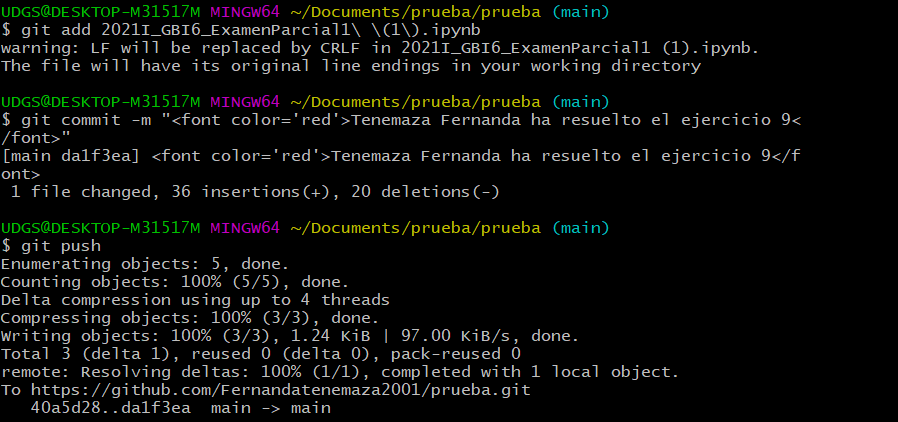 UDGS@DESKTOP-M31517M MINGW64 ~/Documents/prueba/prueba (main)
$ git add 2021I_GBI6_ExamenParcial1\ \(1\).ipynb
warning: LF will be replaced by CRLF in 2021I_GBI6_ExamenParcial1 (1).ipynb.
The file will have its original line endings in your working directory
UDGS@DESKTOP-M31517M MINGW64 ~/Documents/prueba/prueba (main)
$ git commit -m "<font color='red'>Tenemaza Fernanda ha resuelto el ejercicio 9<
/font>"
[main da1f3ea] <font color='red'>Tenemaza Fernanda ha resuelto el ejercicio 9</f
ont>
1 file changed, 36 insertions(+), 20 deletions(-)
UDGS@DESKTOP-M31517M MINGW64 ~/Documents/prueba/prueba (main)
$ git push
Enumerating objects: 5, done.
Counting objects: 100% (5/5), done.
Delta compression using up to 4 threads
Compressing objects: 100% (3/3), done.
Writing objects: 100% (3/3), 1.24 KiB | 97.00 KiB/s, done.
Total 3 (delta 1), reused 0 (delta 0), pack-reused 0
remote: Resolving deltas: 100% (1/1), completed with 1 local object.
To https://github.com/Fernandatenemaza2001/prueba.git
40a5d28..da1f3ea  main -> main